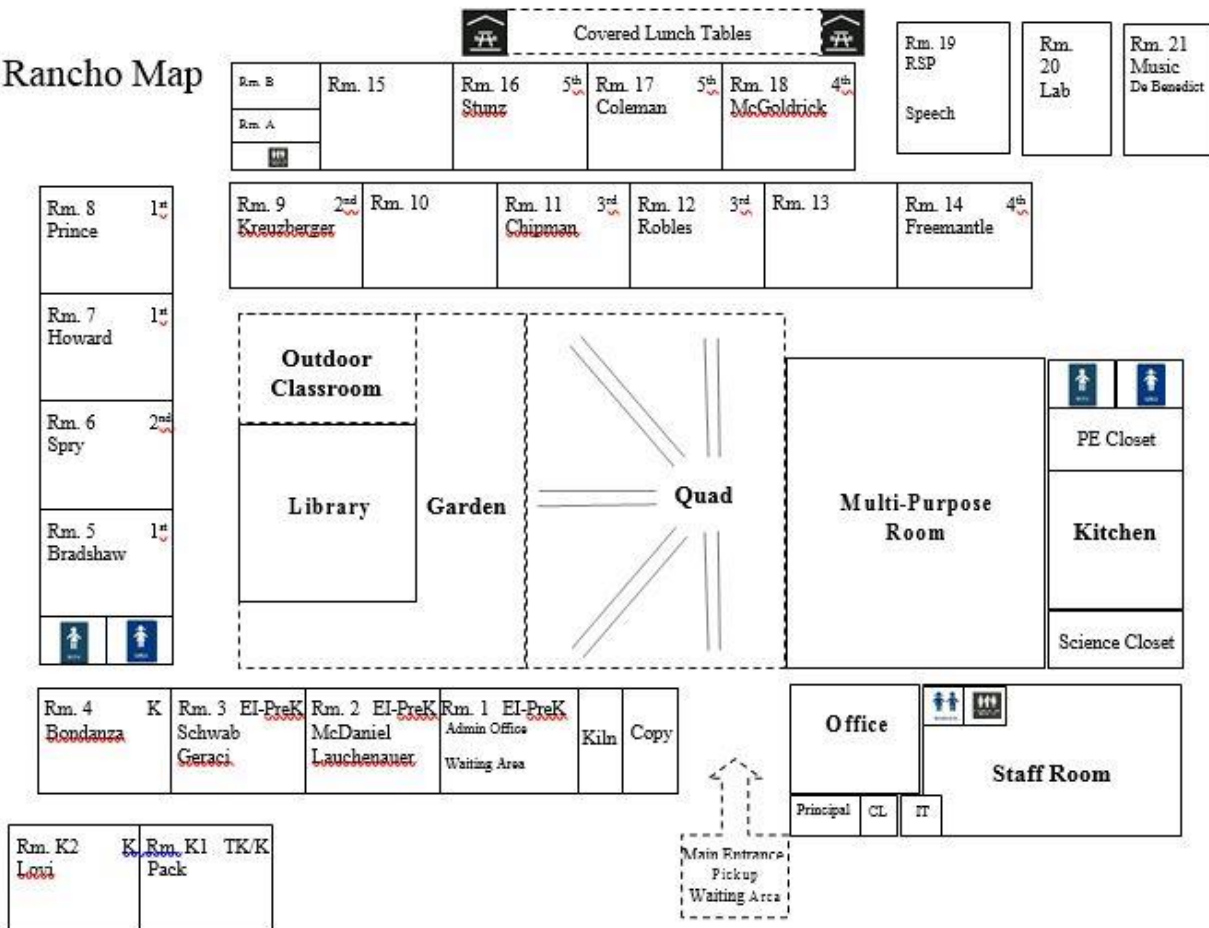 Rancho Map
Covered Lunch Tables
Rm. B
Rm. A
Rm. 15
Rm. 16 5th
Stunz
Rm. 17 5th
Coleman
Rm. 18 4th
McGoldrick
Rm. 19
RSP
Speech
Rm.
20
Lab
Rm. 21
Music
De Benedict
Rm. 8 1st
Prince
Rm. 7 1st
Howard
Rm. 6 2nd
Spry
Rm. 5 1st
Bradshaw
Rm. 9 2nd
Kreuzberger
Rm. 10
Rm. 11 3rd
Chipman
Rm. 12 3rd
Robles
Rm. 13
Rm. 14 4th
Freemantle
Outdoor
Classroom
Library
Garden
Quad
Multi-Purpose
Room
PE Closet
Kitchen
Science Closet
Rm. 4 K
Bondanza
Rm. 3 EI-PreK
Schwab
Geraci
Rm. 2 EI-PreK
McDaniel
Lauchenauer
Rm. 1 EI-PreK
Admin Office
Waiting Area
Kiln
Copy
Office
Staff Room
Principal
CL
IT
Main Entrance
Pickup
Waiting Area
Rm. K2 K
Lovi
Rm. K1 TK/K
Pack